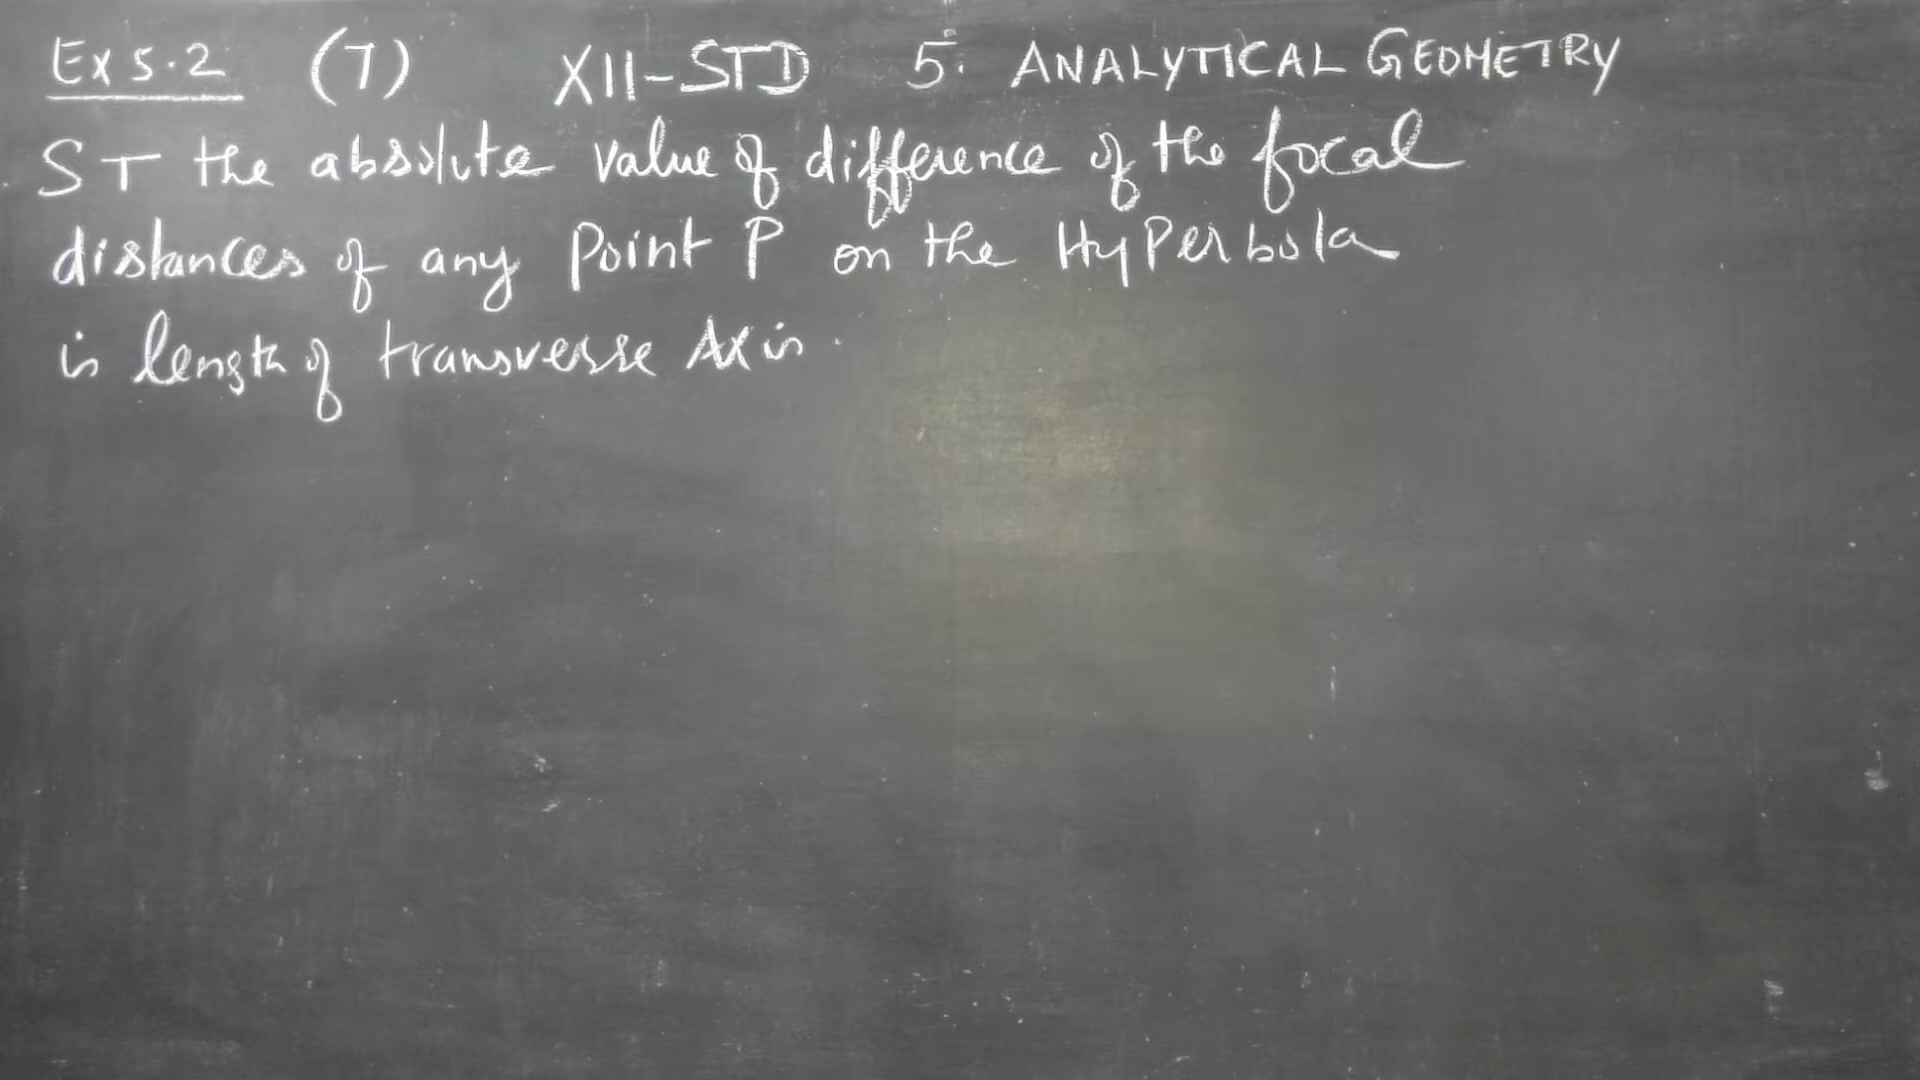 Ex 5.2 (7) XII-STD 5. ANALYTICAL GEOMETRY
ST the absolute value of difference of the focal
distances of any Point P on the HyPerbola
is length of transverse Axis.